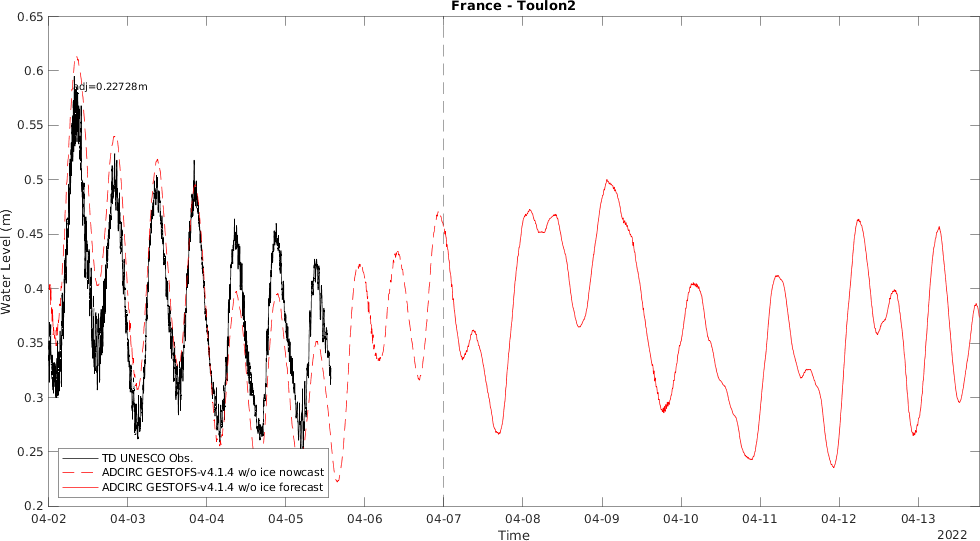 France - Toulon2
0.65
0.6
0.55
0.5
0.45
0.4
0.35
0.3
0.25
0.2
Water Level (m)
adj=0.22728m
TD UNESCO Obs.
ADCIRC GESTOFS-v4.1.4 w/o ice nowcast
ADCIRC GESTOFS-v4.1.4 w/o ice forecast
04-02 04-03 04-04 04-05 04-06 04-07 04-08 04-09 04-10 04-11 04-12 04-13
Time
2022